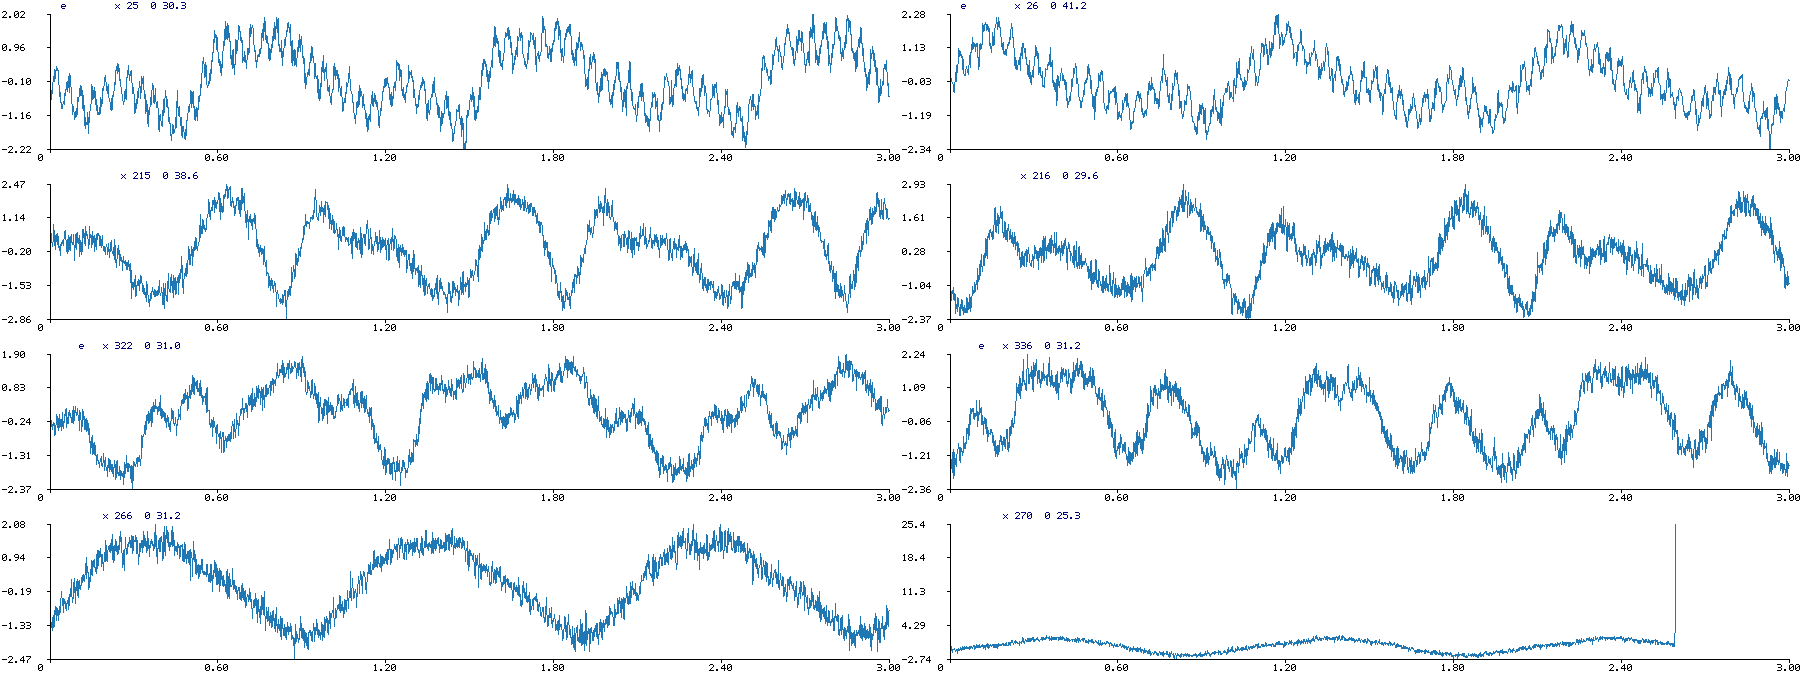 e × 25 0 30.3
2.02
0.96
-0.10
-1.16
-2.22
0 0.60 1.20 1.80 2.40 3.00
e × 26 0 41.2
2.28
1.13
-0.03
-1.19
-2.34
0 0.60 1.20 1.80 2.40 3.00
× 215 0 38.6
2.47
1.14
-0.20
-1.53
-2.86
0 0.60 1.20 1.80 2.40 3.00
× 216 0 29.6
2.93
1.61
0.28
-1.04
-2.37
0 0.60 1.20 1.80 2.40 3.00
e × 322 0 31.0
1.90
0.83
-0.24
-1.31
-2.37
0 0.60 1.20 1.80 2.40 3.00
e × 336 0 31.2
2.24
1.09
-0.06
-1.21
-2.36
0 0.60 1.20 1.80 2.40 3.00
× 266 0 31.2
2.08
0.94
-0.19
-1.33
-2.47
0 0.60 1.20 1.80 2.40 3.00
× 270 0 25.3
25.4
18.4
11.3
4.29
-2.74
0 0.60 1.20 1.80 2.40 3.00